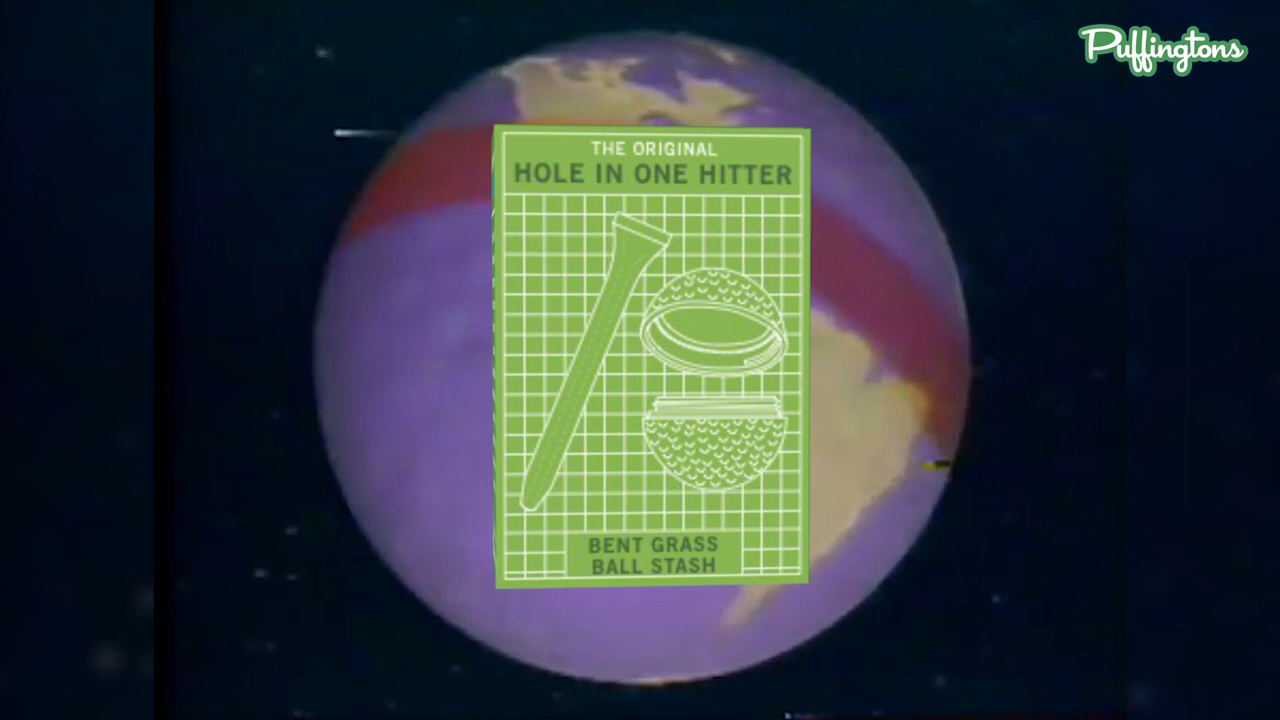 Puffingtons
THE ORIGINAL
HOLE IN ONE HITTER
BENT GRASS
BALL STASH